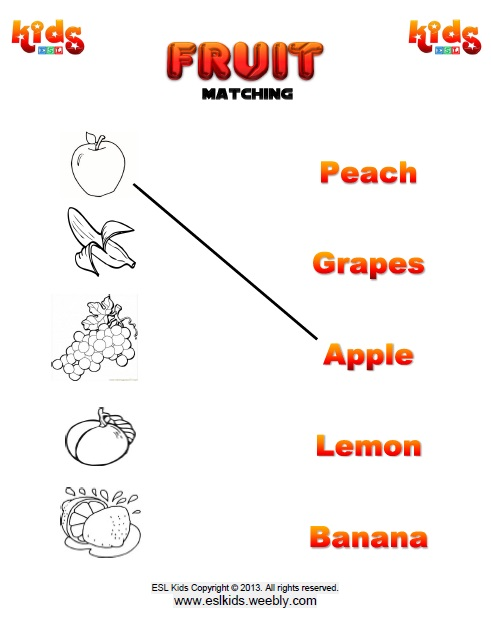 Kids
ESL
Kids
ESL
FRUIT
MATCHING
Peach
Grapes
Apple
Lemon
Banana
ESL Kids Copyright © 2013. All rights reserved.
www.eslkids.weebly.com